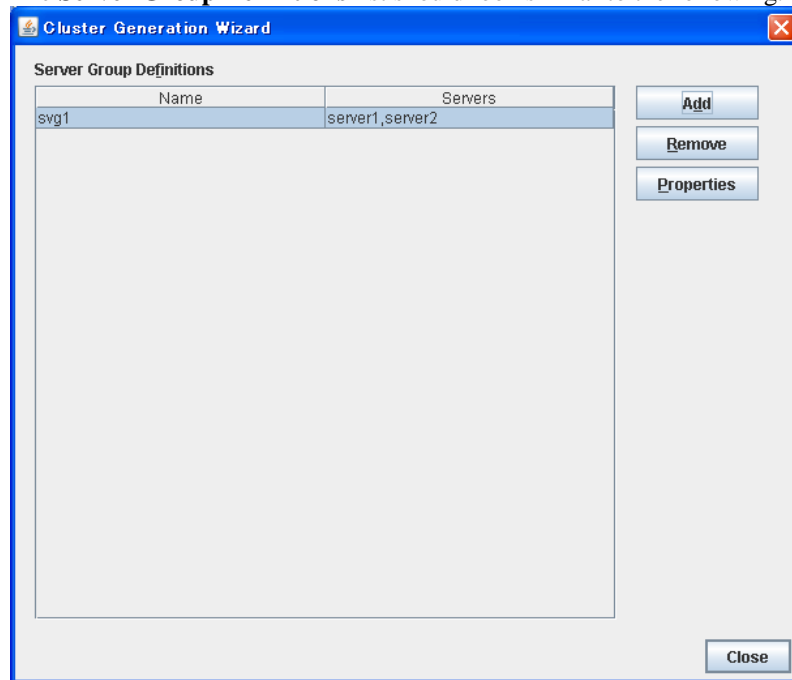 Cluster Generation Wizard
Server Group Definitions
Name Servers
svg1 server1,server2
Add
Remove
Properties
Close